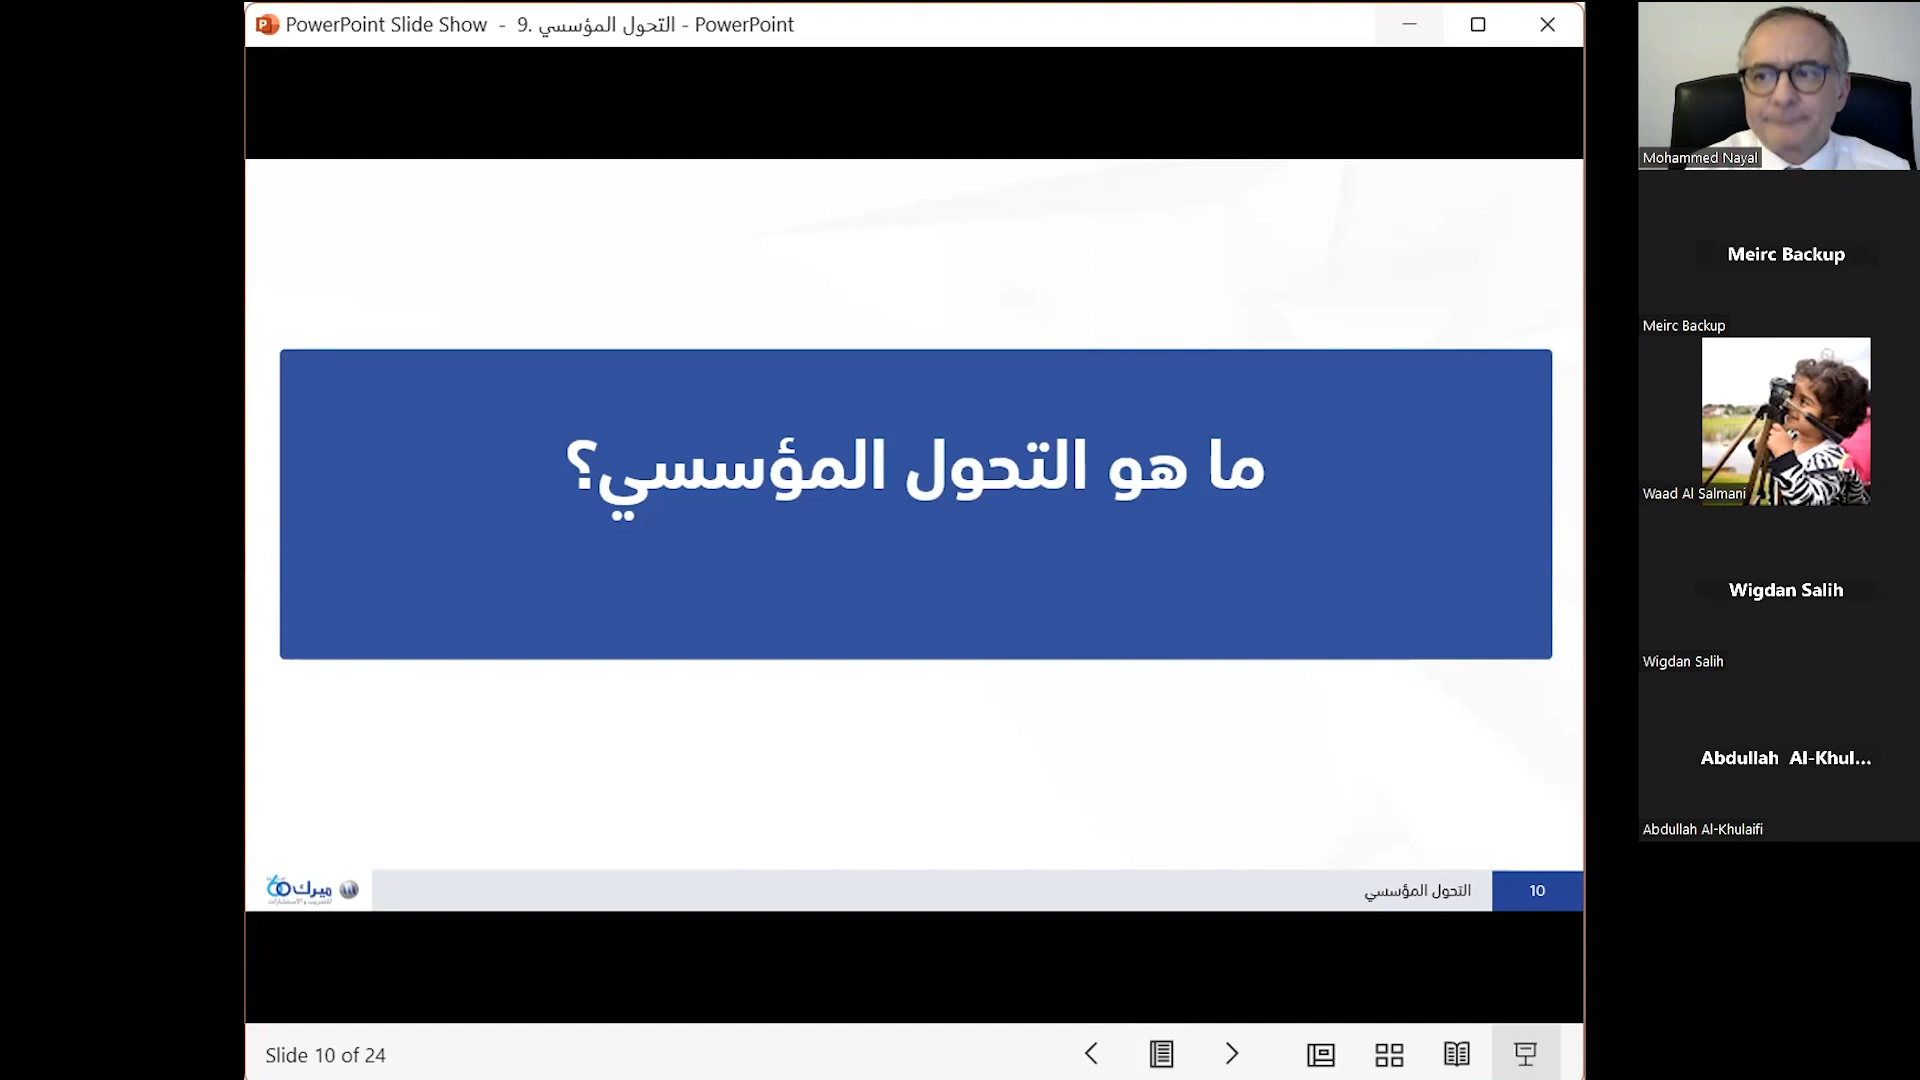 PowerPoint Slide Show - 9. التحول المؤسسي - PowerPoint
ما هو التحول المؤسسي؟
ميرك
للتدريب والاستشارات
التحول المؤسسي
10
Slide 10 of 24
Mohammed Nayal
Meirc Backup
Meirc Backup
Waad Al Salmani
Wigdan Salih
Wigdan Salih
Abdullah Al-Khul...
Abdullah Al-Khulaifi